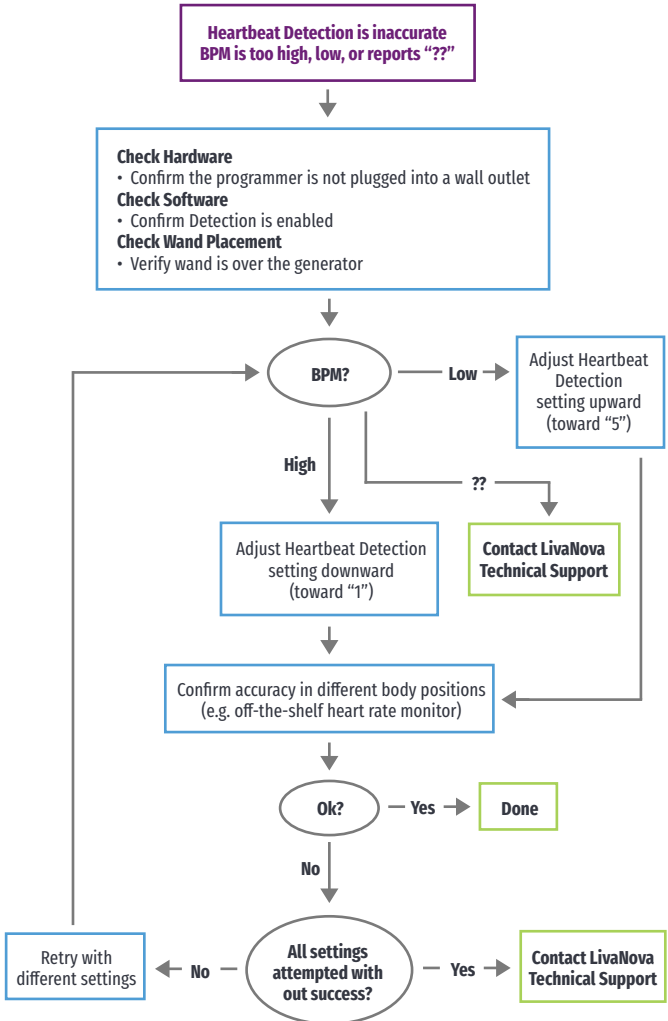 Heartbeat Detection is inaccurate
BPM is too high, low, or reports “??”
Check Hardware
• Confirm the programmer is not plugged into a wall outlet
Check Software
• Confirm Detection is enabled
Check Wand Placement
• Verify wand is over the generator
BPM?
Low
Adjust Heartbeat
Detection
setting upward
(toward “5”)
High
??
Adjust Heartbeat Detection
setting downward
(toward “1”)
Contact LivaNova
Technical Support
Confirm accuracy in different body positions
(e.g. off-the-shelf heart rate monitor)
Ok?
Yes
Done
No
Retry with
different settings
No
All settings
attempted with
out success?
Yes
Contact LivaNova
Technical Support